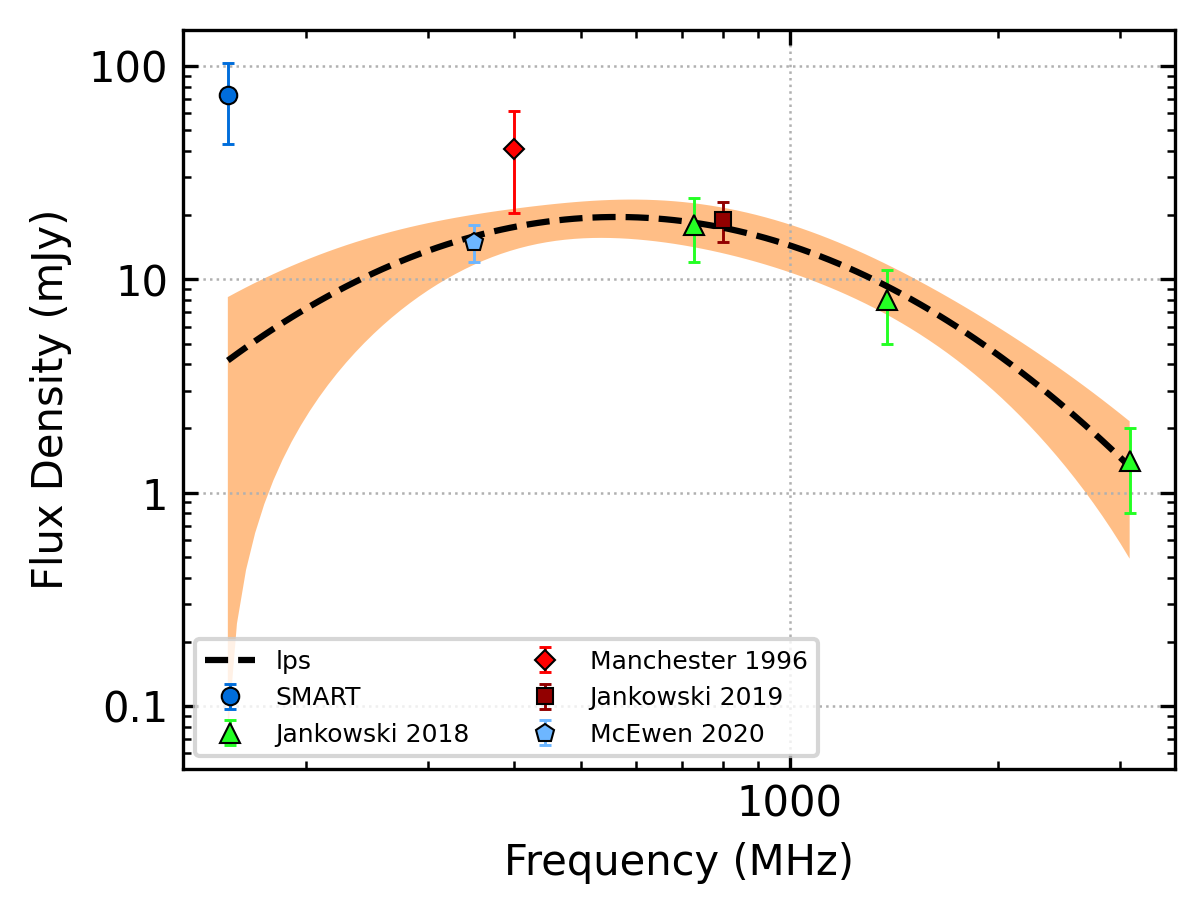 100
10
1
0.1
Flux Density (mJy)
lps
SMART
Jankowski 2018
Manchester 1996
Jankowski 2019
McEwen 2020
1000
Frequency (MHz)